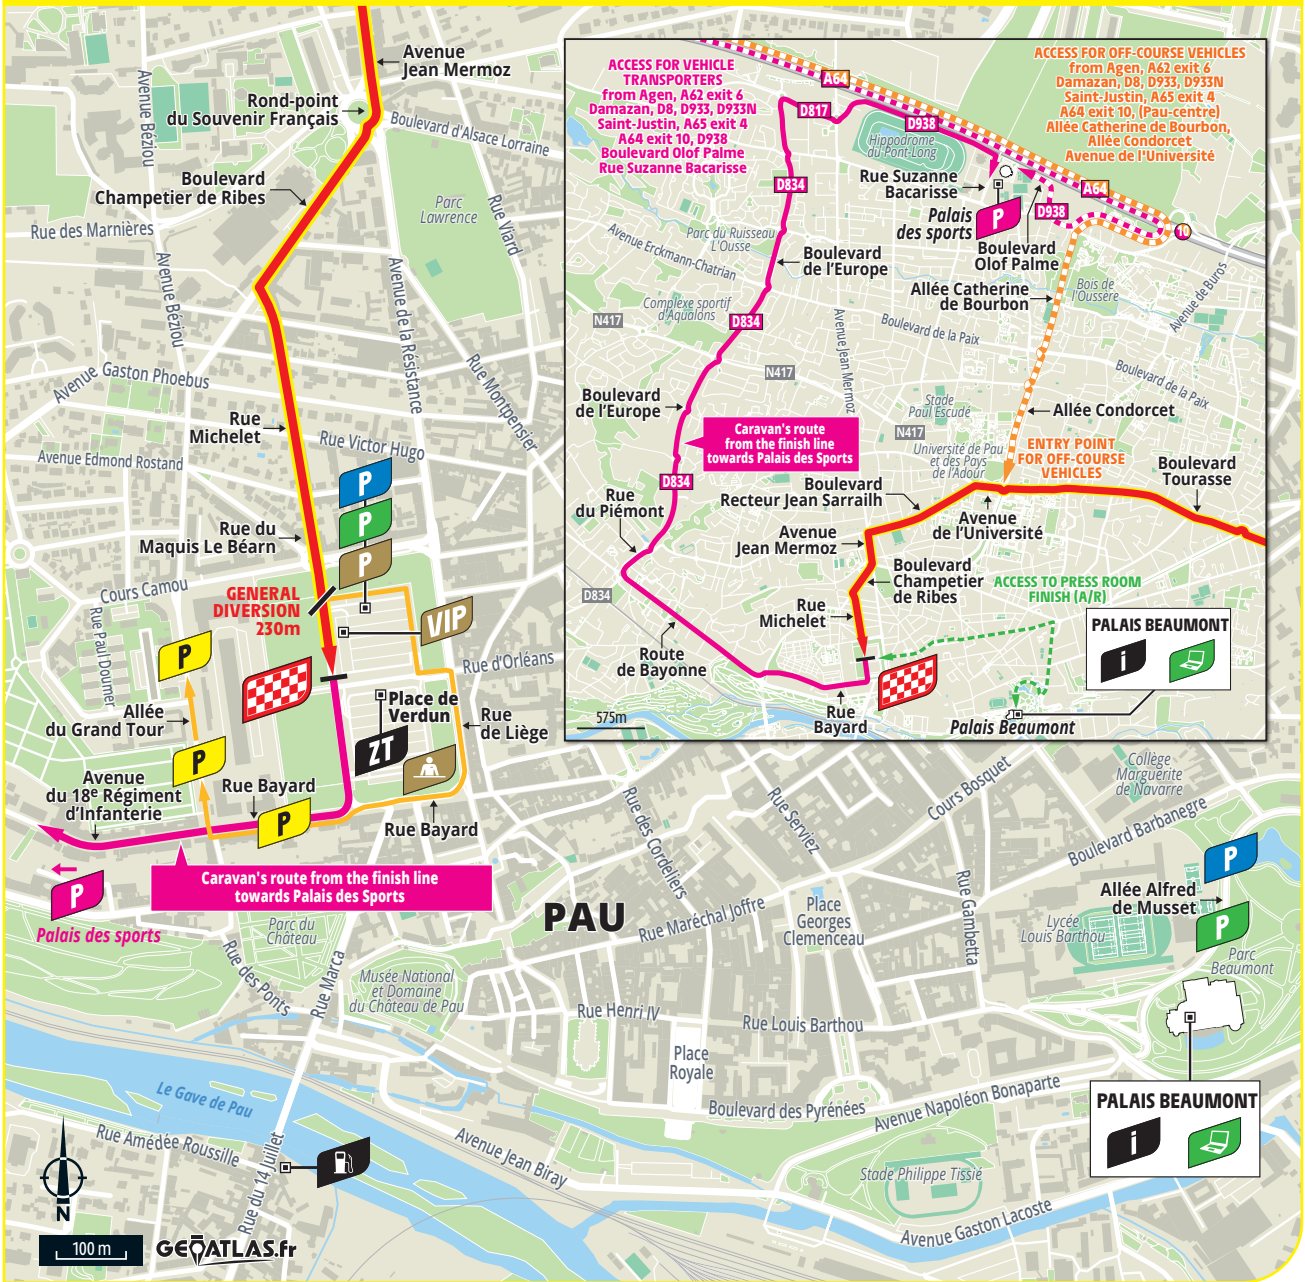 Avenue
Jean Mermoz
Rond-point
du Souvenir Français
Boulevard d'Alsace Lorraine
Avenue Béziou
Boulevard
Champetier de Ribes
Parc
Lawrence
Rue Viard
Rue des Marnières
Avenue Béziou
Avenue de la Résistance
Avenue Gaston Phoebus
Rue Montpensier
Rue
Michelet
Rue Victor Hugo
Avenue Edmond Rostand
P
P
P
Rue du
Maquis Le Béarn
Cours Camou
GENERAL
DIVERSION
230m
VIP
Rue Paul Doumer
P
Rue d'Orléans
Allée
du Grand Tour
Place de
Verdun
Rue
de Liège
ZT
P
Avenue
du 18e Régiment
d'Infanterie
Rue Bayard
P
Rue Bayard
Caravan's route from the finish line
towards Palais des Sports
P
Palais des sports
ACCESS FOR VEHICLE
TRANSPORTERS
from Agen, A62 exit 6
Damazan, D8, D933, D933N
Saint-Justin, A65 exit 4
A64 exit 10, D938
Boulevard Olof Palme
Rue Suzanne Bacarisse
ACCESS FOR OFF-COURSE VEHICLES
from Agen, A62 exit 6
Damazan, D8, D933, D933N
Saint-Justin, A65 exit 4
A64 exit 10, (Pau-centre)
Allée Catherine de Bourbon,
Allée Condorcet
Avenue de l'Université
A64
D817
D938
Hippodrome
du Pont-Long
Rue Suzanne
Bacarisse
D834
A64
D938
P
Palais
des sports
10
Boulevard
Olof Palme
Parc du Ruisseau
L'Ousse
Avenue Erckmann-Chatrian
Boulevard
de l'Europe
Allée Catherine
de Bourbon
Bois de
l'Oussère
Avenue de Buros
Complexe sportif
d'Aqualons
N417
D834
Avenue Jean Mermoz
Boulevard de la Paix
N417
Boulevard de la Paix
Boulevard
de l'Europe
Stade
Paul Escudé
Allée Condorcet
Caravan's route
from the finish line
towards Palais des Sports
N417
Université de Pau
et des Pays
de l'Adour
ENTRY POINT
FOR OFF-COURSE
VEHICLES
Boulevard
Tourasse
D834
Rue
du Piémont
Boulevard
Recteur Jean Sarrailh
Avenue
de l'Université
Avenue
Jean Mermoz
Boulevard
Champetier
de Ribes
ACCESS TO PRESS ROOM
FINISH (A/R)
D834
Rue
Michelet
PALAIS BEAUMONT
i
Route
de Bayonne
Rue
Bayard
Palais Beaumont
575m
Collège
Marguerite
de Navarre
Cours Bosquet
Rue Serviez
Rue des Cordeliers
Boulevard Barbanegre
P
Allée Alfred
de Musset
P
Rue Gambetta
Place
Georges
Clemenceau
PAU
Rue Maréchal Joffre
Lycée
Louis Barthou
Parc
Beaumont
Parc du
Château
Rue des Ponts
Rue Marca
Musée National
et Domaine
du Château de Pau
Rue Henri IV
Rue Louis Barthou
Place
Royale
Le Gave de Pau
Boulevard des Pyrénées
Avenue Napoléon Bonaparte
PALAIS BEAUMONT
i
Rue Amédée Roussille
Rue du 14 Juillet
Avenue Jean Biray
Stade Philippe Tissié
Avenue Gaston Lacoste
N
100 m
GEOATLAS.fr